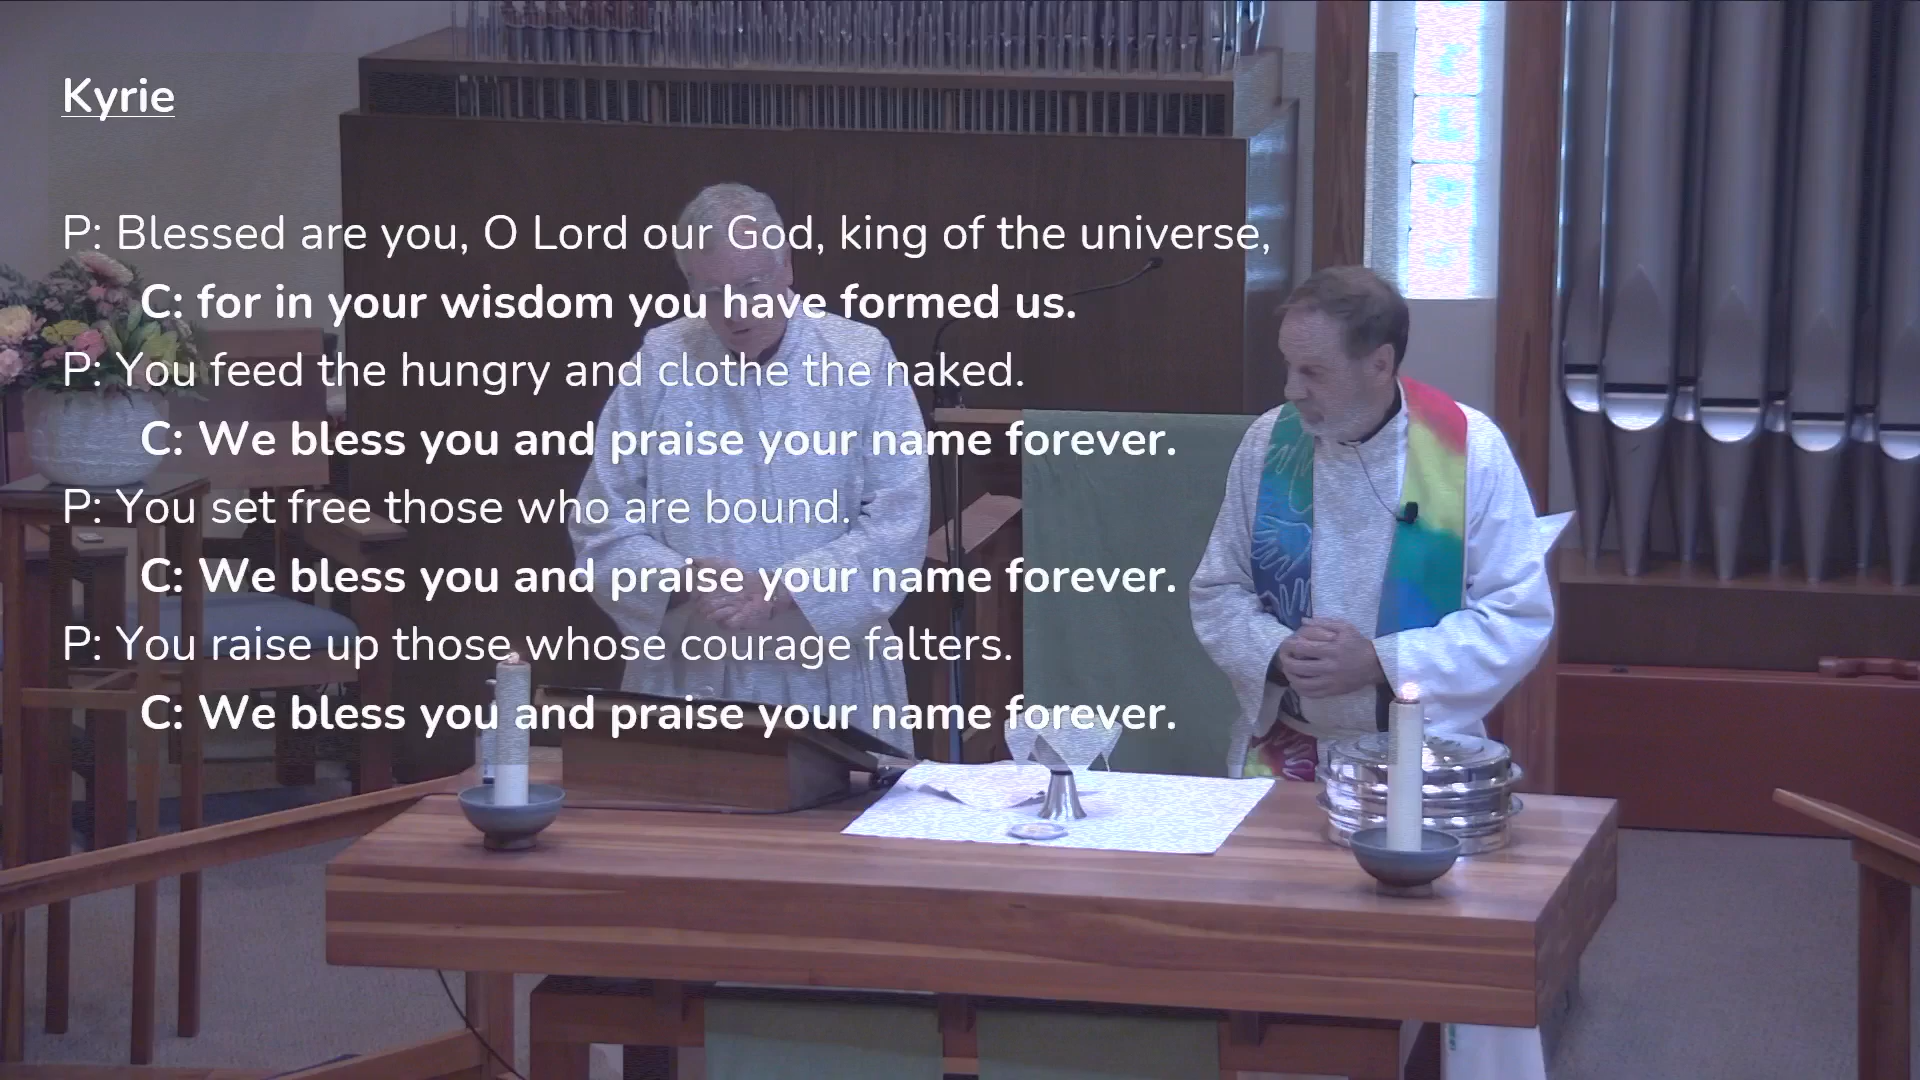 Kyrie
P: Blessed are you, O Lord our God, king of the universe,
C: for in your wisdom you have formed us.
P: You feed the hungry and clothe the naked.
C: We bless you and praise your name forever.
P: You set free those who are bound.
C: We bless you and praise your name forever.
P: You raise up those whose courage falters.
C: We bless you and praise your name forever.